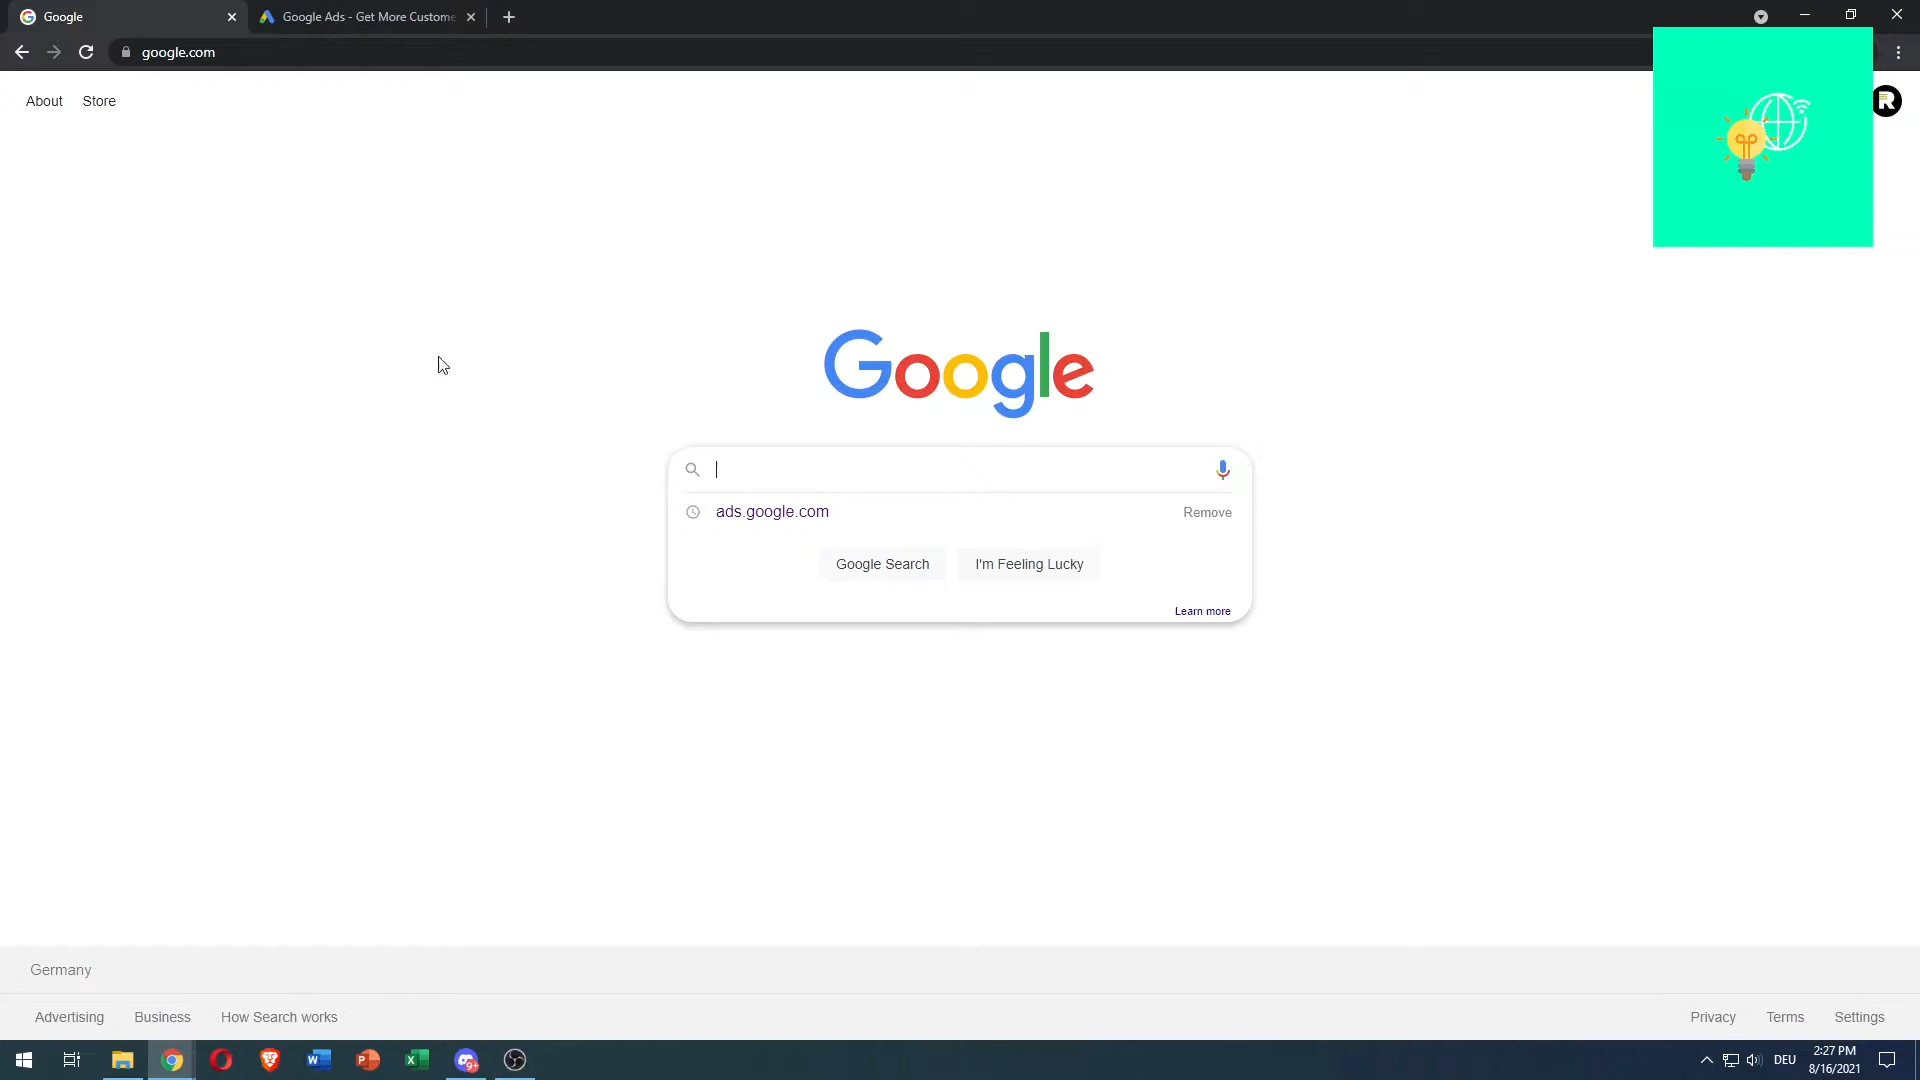 Google
Google Ads - Get More Custome
google.com
About
Store
R
Google
ads.google.com
Remove
Google Search
I'm Feeling Lucky
Learn more
Germany
Advertising
Business
How Search works
Privacy
Terms
Settings
W
P
X
9+
DEU
2:27 PM
8/16/2021